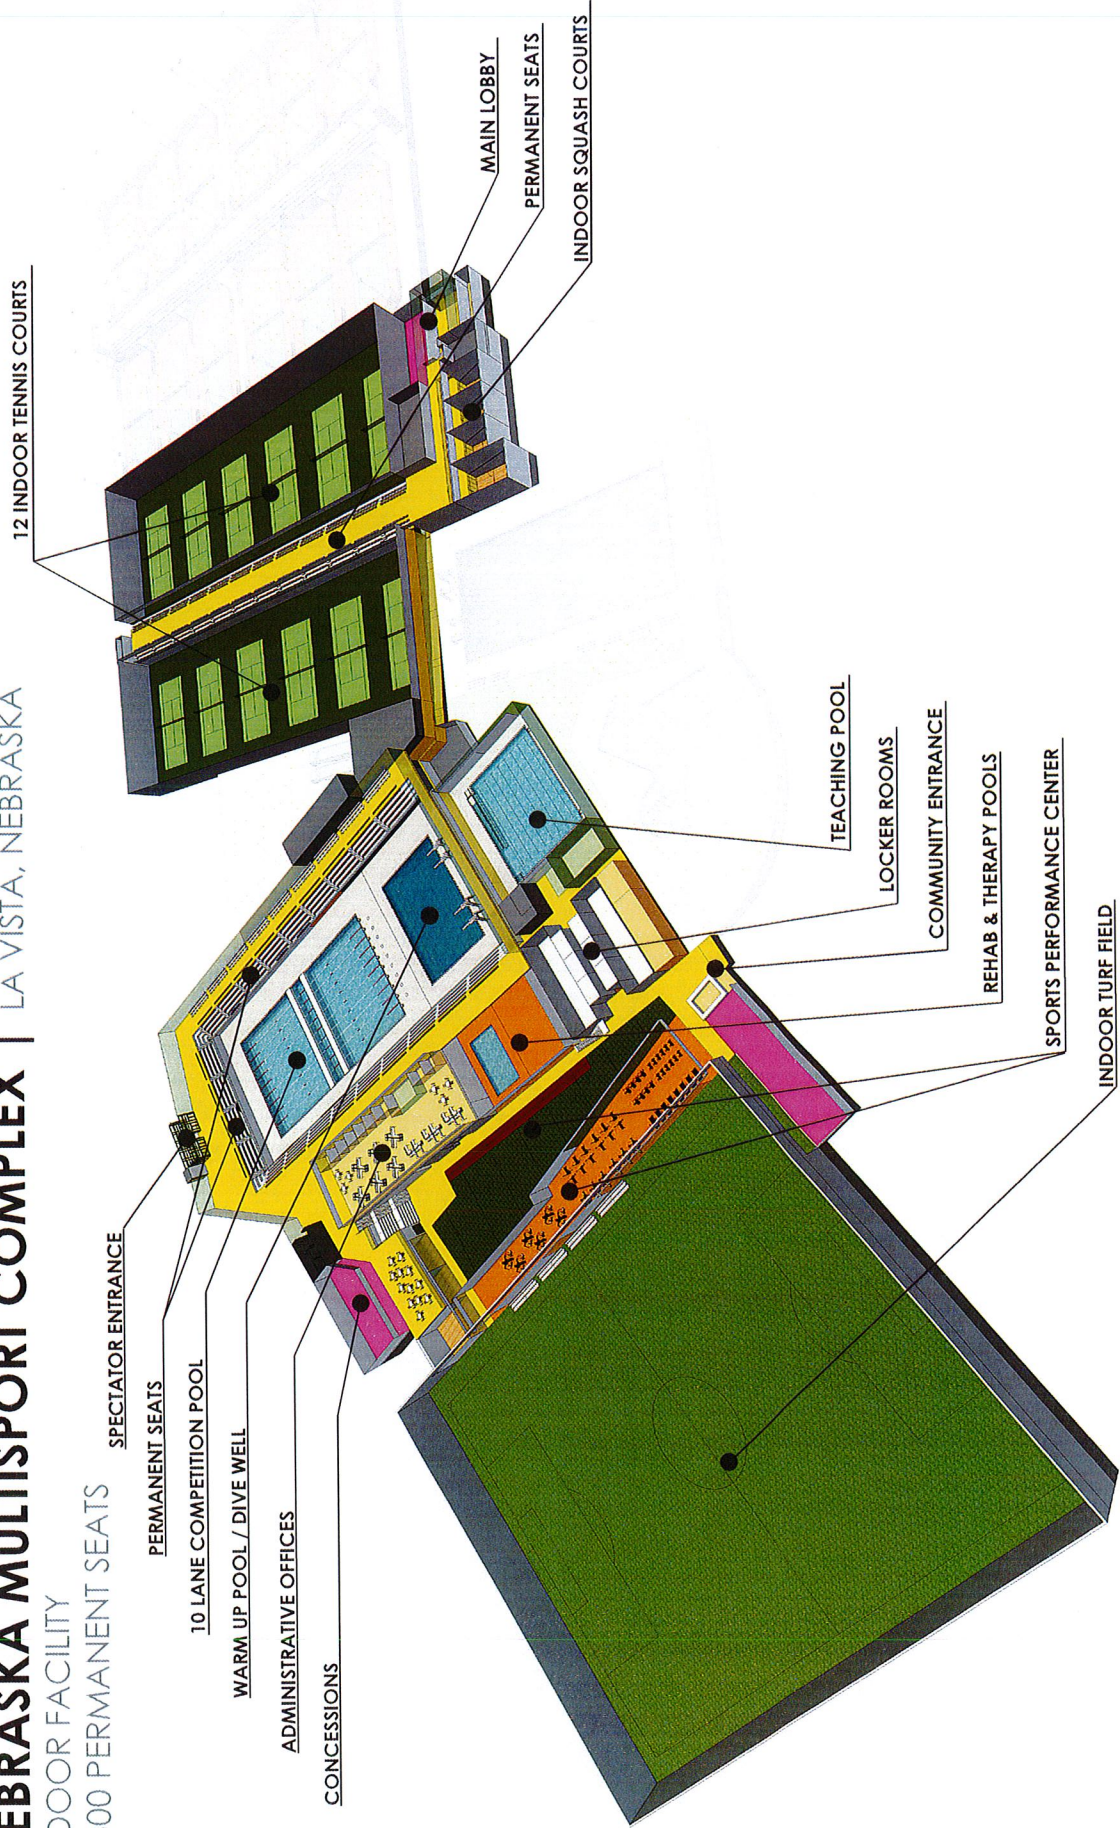 EBRASKA MULTISPORT COMPLEX | LA VISTA, NEBRASKA
DOOR FACILITY
00 PERMANENT SEATS
12 INDOOR TENNIS COURTS
SPECTATOR ENTRANCE
PERMANENT SEATS
10 LANE COMPETITION POOL
WARM UP POOL / DIVE WELL
ADMINISTRATIVE OFFICES
CONCESSIONS
MAIN LOBBY
PERMANENT SEATS
INDOOR SQUASH COURTS
TEACHING POOL
LOCKER ROOMS
COMMUNITY ENTRANCE
REHAB & THERAPY POOLS
SPORTS PERFORMANCE CENTER
INDOOR TURF FIELD